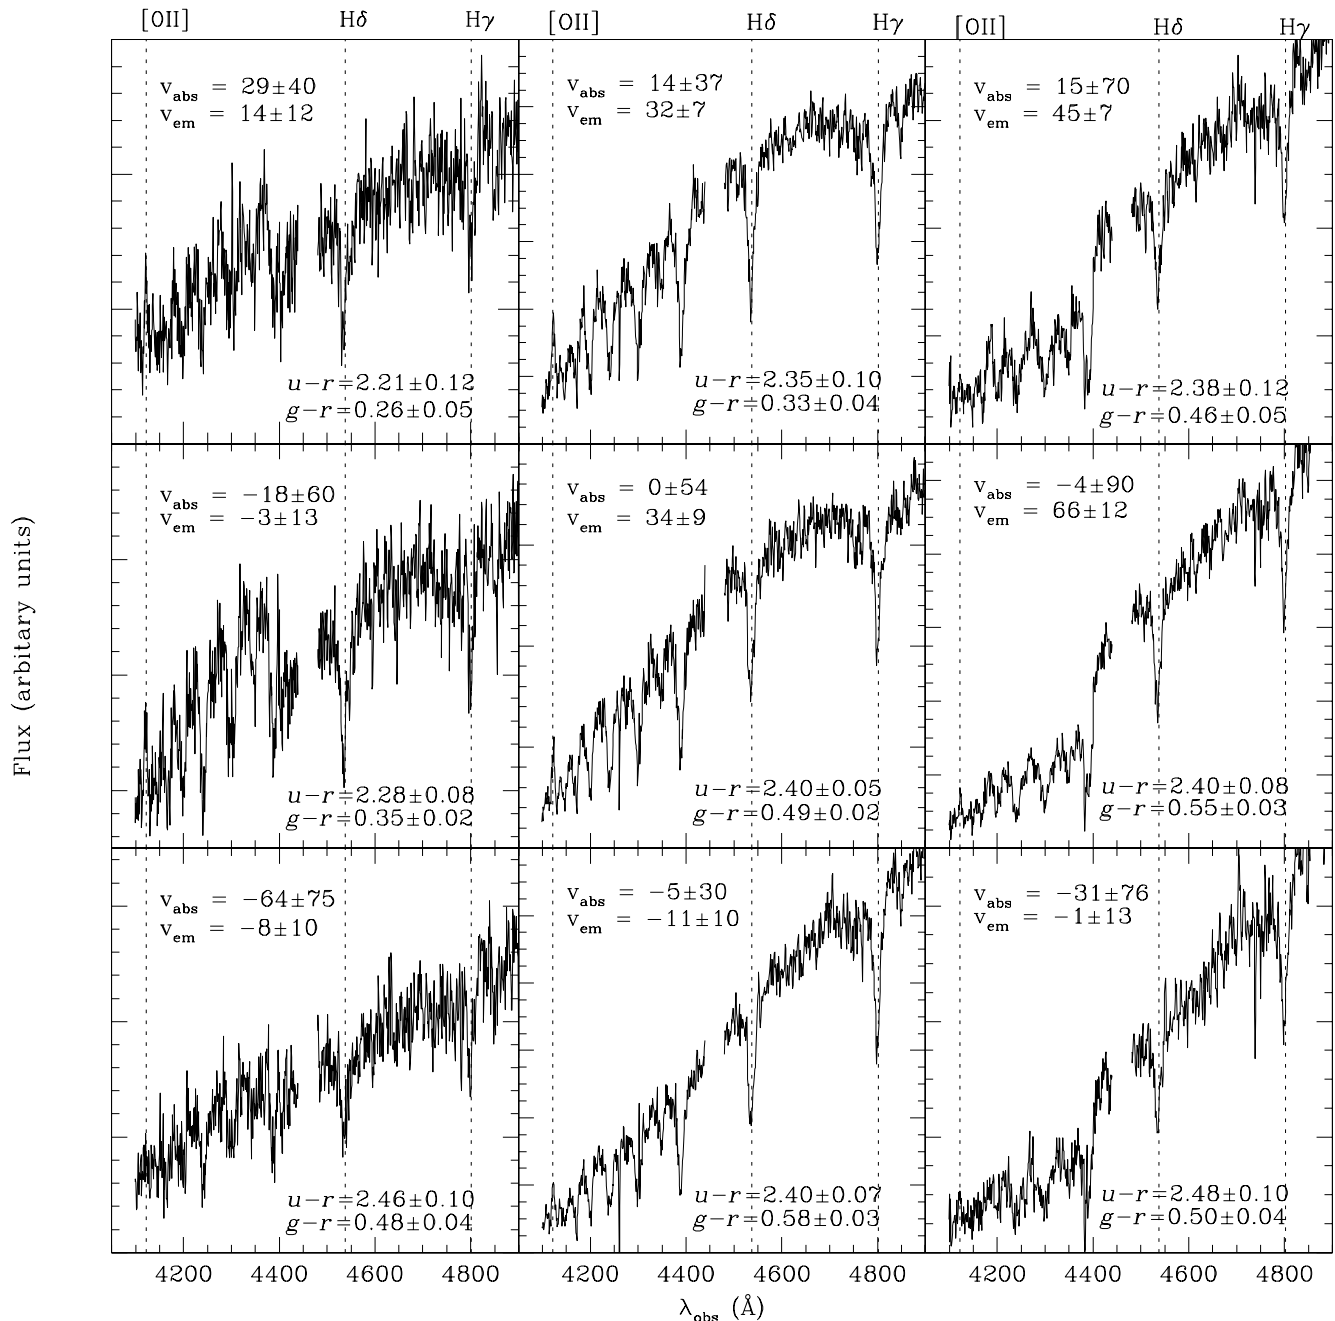 [OII] Hδ Hγ [OII] Hδ Hγ [OII] Hδ Hγ
v_abs = 29±40
v_em = 14±12
u−r=2.21±0.12
g−r=0.26±0.05
v_abs = 14±37
v_em = 32±7
u−r=2.35±0.10
g−r=0.33±0.04
v_abs = 15±70
v_em = 45±7
u−r=2.38±0.12
g−r=0.46±0.05
v_abs = −18±60
v_em = −3±13
u−r=2.28±0.08
g−r=0.35±0.02
v_abs = 0±54
v_em = 34±9
u−r=2.40±0.05
g−r=0.49±0.02
v_abs = −4±90
v_em = 66±12
u−r=2.40±0.08
g−r=0.55±0.03
v_abs = −64±75
v_em = −8±10
u−r=2.46±0.10
g−r=0.48±0.04
v_abs = −5±30
v_em = −11±10
u−r=2.40±0.07
g−r=0.58±0.03
v_abs = −31±76
v_em = −1±13
u−r=2.48±0.10
g−r=0.50±0.04
Flux (arbitary units)
4200 4400 4600 4800 4200 4400 4600 4800 4200 4400 4600 4800
λ_obs (Å)